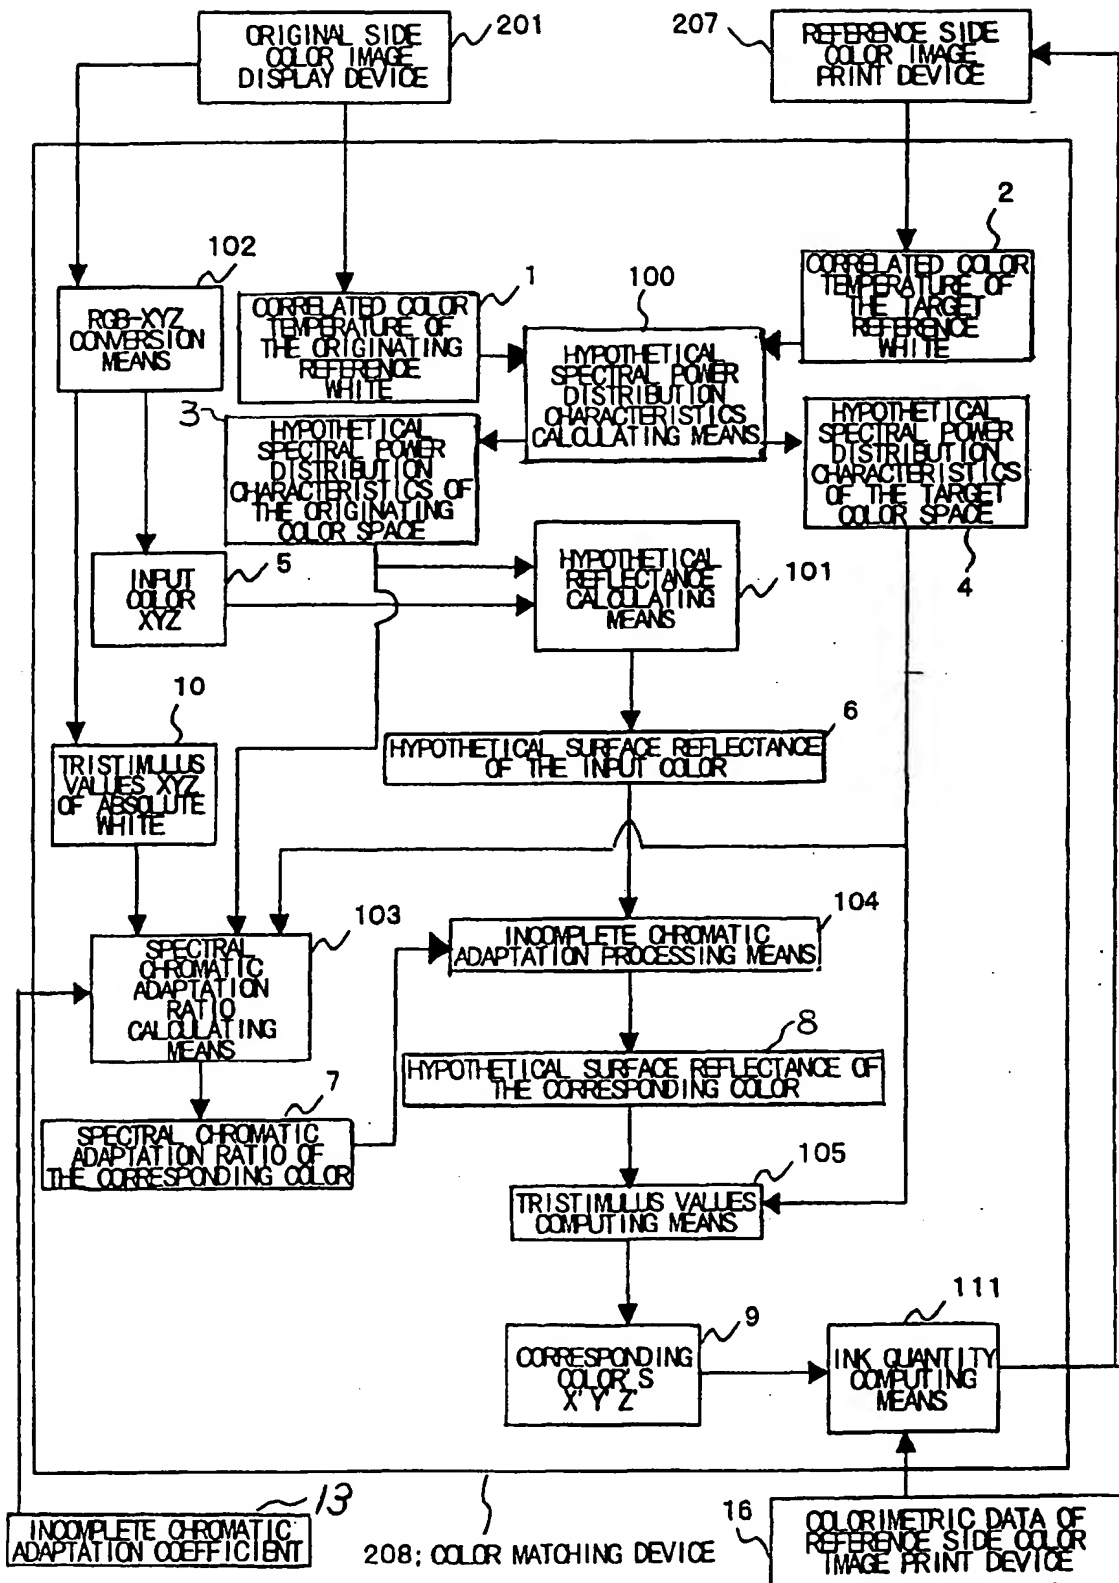 ORIGINAL SIDE
COLOR IMAGE
DISPLAY DEVICE
201
207
REFERENCE SIDE
COLOR IMAGE
PRINT DEVICE
102
RGB-XYZ
CONVERSION
MEANS
1
CORRELATED COLOR
TEMPERATURE OF
THE ORIGINATING
REFERENCE
WHITE
100
HYPOTHETICAL
SPECTRAL POWER
DISTRIBUTION
CHARACTERISTICS
CALCULATING MEANS
2
CORRELATED COLOR
TEMPERATURE OF
THE TARGET
REFERENCE
WHITE
3
HYPOTHETICAL
SPECTRAL POWER
DISTRIBUTION
CHARACTERISTICS OF
THE ORIGINATING
COLOR SPACE
HYPOTHETICAL
SPECTRAL POWER
DISTRIBUTION
CHARACTERISTICS
OF THE TARGET
COLOR SPACE
4
5
INPUT
COLOR
XYZ
HYPOTHETICAL
REFLECTANCE
CALCULATING
MEANS
101
10
TRISTIMULUS
VALUES XYZ
OF ABSOLUTE
WHITE
6
HYPOTHETICAL SURFACE REFLECTANCE
OF THE INPUT COLOR
103
SPECTRAL
CHROMATIC
ADAPTATION
RATIO
CALCULATING
MEANS
104
INCOMPLETE CHROMATIC
ADAPTATION PROCESSING MEANS
8
HYPOTHETICAL SURFACE REFLECTANCE OF
THE CORRESPONDING COLOR
7
SPECTRAL CHROMATIC
ADAPTATION RATIO OF
THE CORRESPONDING COLOR
105
TRISTIMULUS VALUES
COMPUTING MEANS
9
CORRESPONDING
COLOR'S
X'Y'Z'
111
INK QUANTITY
COMPUTING
MEANS
13
INCOMPLETE CHROMATIC
ADAPTATION COEFFICIENT
208; COLOR MATCHING DEVICE
16
COLORIMETRIC DATA OF
REFERENCE SIDE COLOR
IMAGE PRINT DEVICE